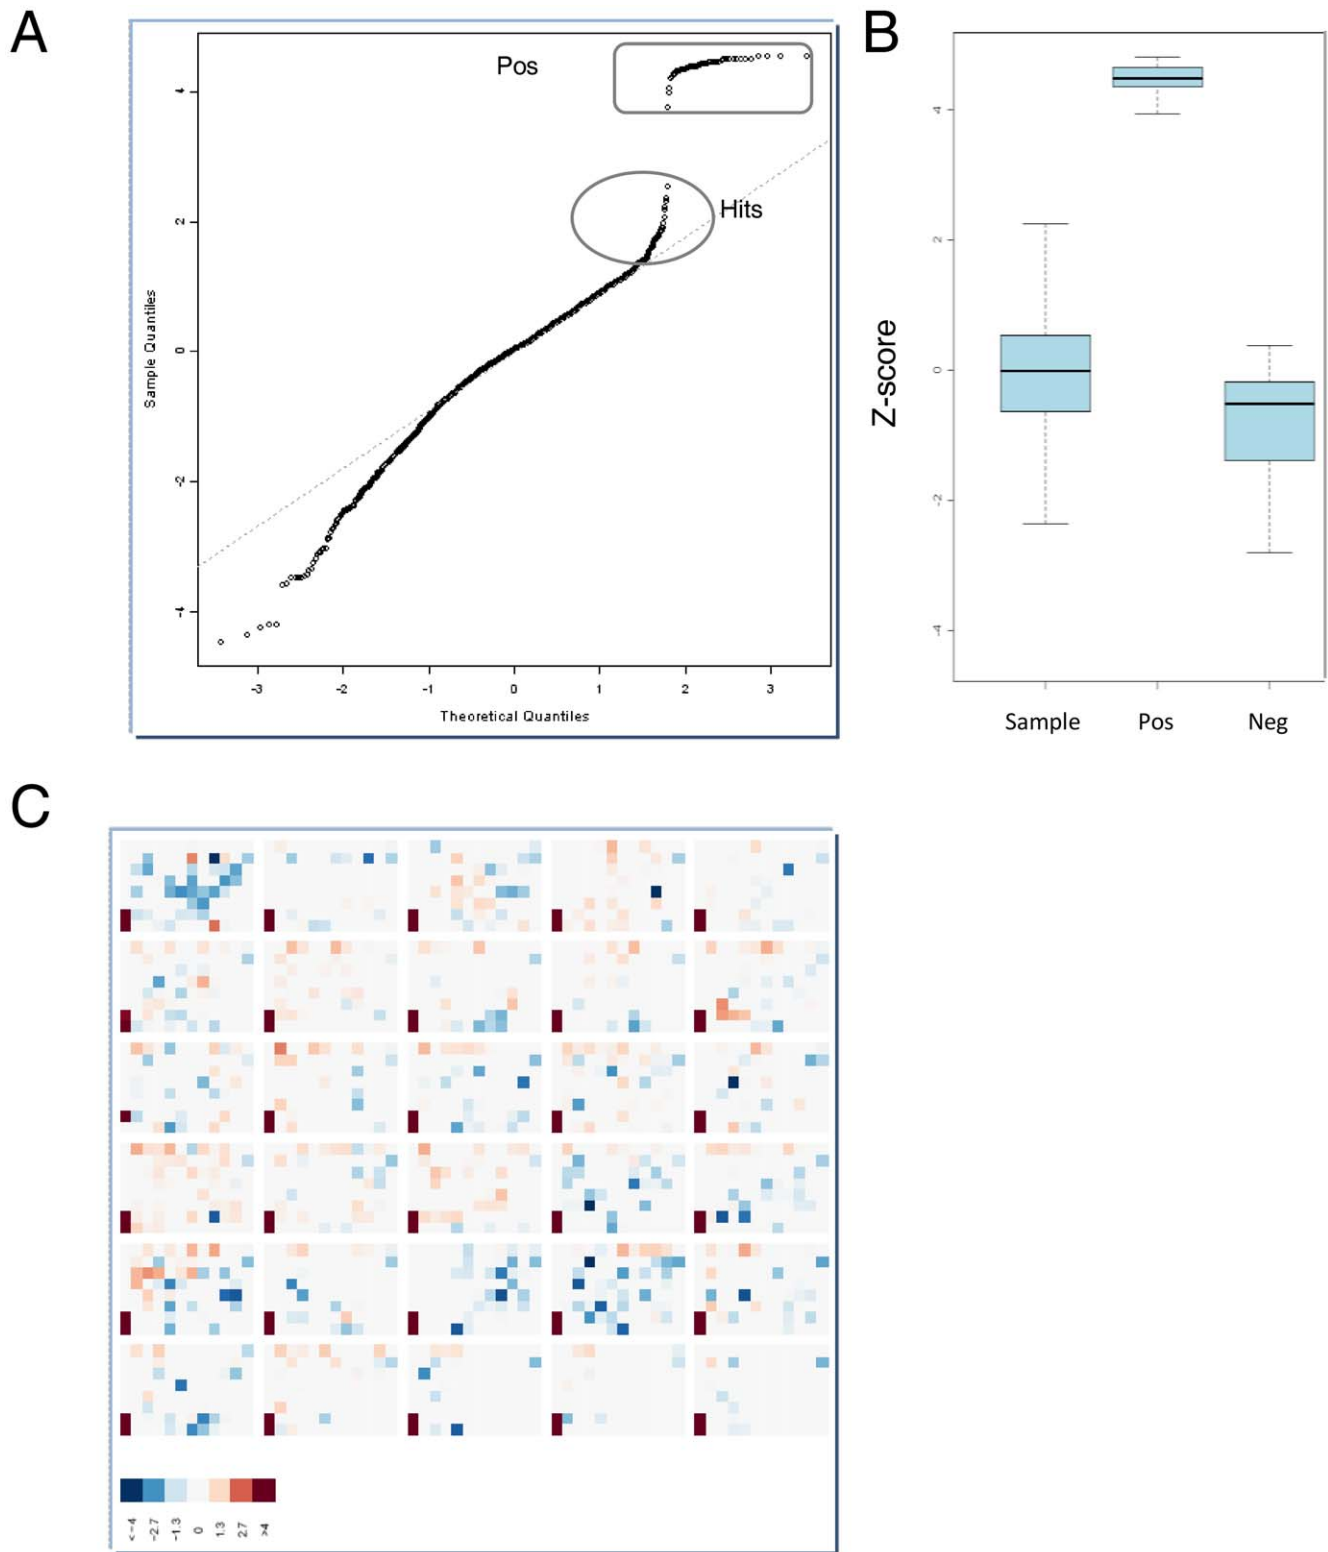 A
Pos
Hits
Sample Quantiles
4
2
0
-2
-4
-3 -2 -1 0 1 2 3
Theoretical Quantiles
B
Z-score
4
2
0
-2
-4
Sample Pos Neg
C
<-4 -2.7 -1.3 0 1.3 2.7 >4